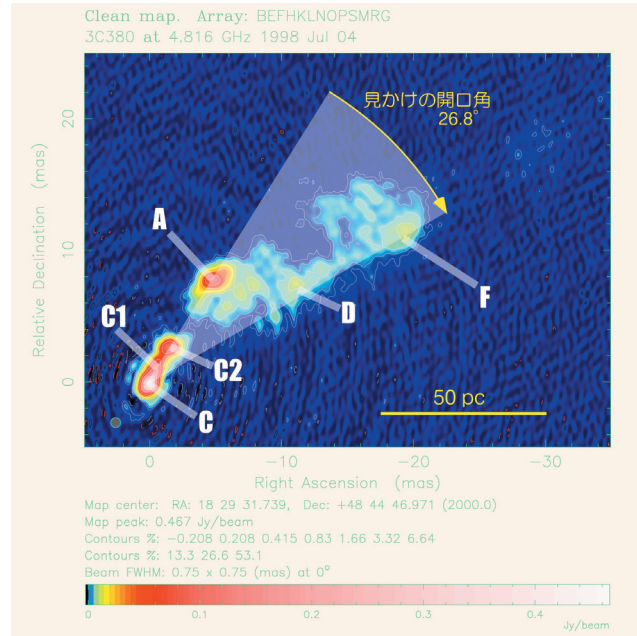 Clean map. Array: BEFHKLNOPSMRG
3C380 at 4.816 GHz 1998 Jul 04
見かけの開口角
26.8°
A
C1
C2
C
D
F
50 pc
Relative Declination (mas)
20
10
0
0 −10 −20 −30
Right Ascension (mas)
Map center: RA: 18 29 31.739, Dec: +48 44 46.971 (2000.0)
Map peak: 0.467 Jy/beam
Contours %: −0.208 0.208 0.415 0.83 1.66 3.32 6.64
Contours %: 13.3 26.6 53.1
Beam FWHM: 0.75 x 0.75 (mas) at 0°
0 0.1 0.2 0.3 0.4
Jy/beam